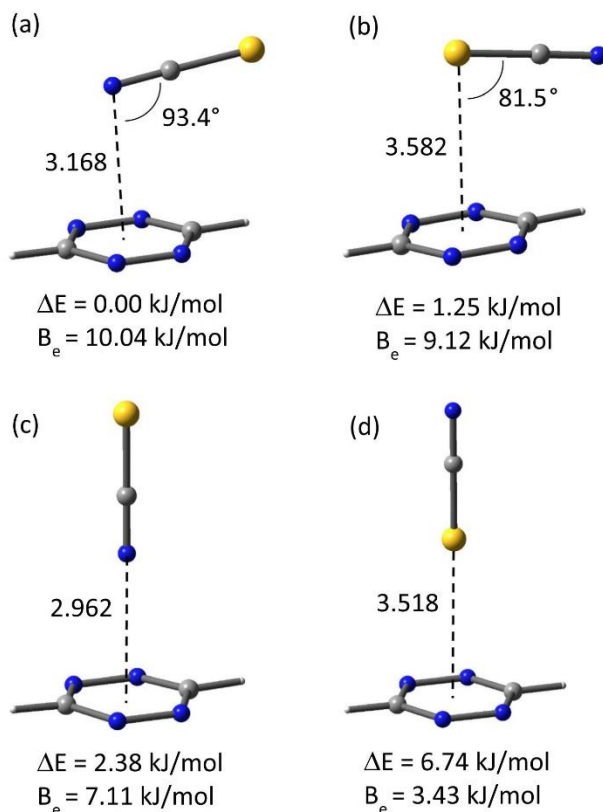 (a)
93.4°
3.168
ΔE = 0.00 kJ/mol
Bₑ = 10.04 kJ/mol
(b)
81.5°
3.582
ΔE = 1.25 kJ/mol
Bₑ = 9.12 kJ/mol
(c)
2.962
ΔE = 2.38 kJ/mol
Bₑ = 7.11 kJ/mol
(d)
3.518
ΔE = 6.74 kJ/mol
Bₑ = 3.43 kJ/mol